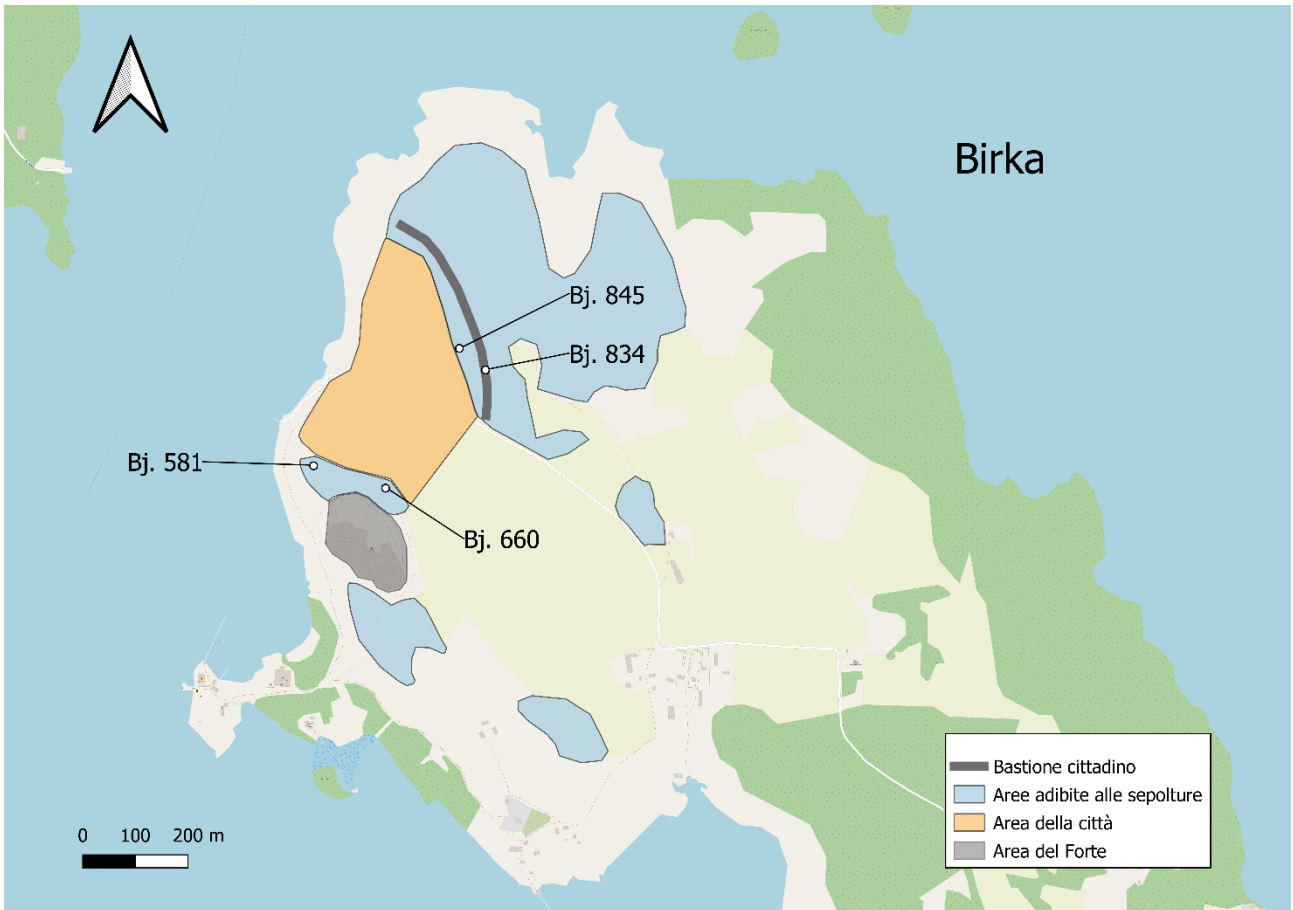 Birka
Bj. 845
Bj. 834
Bj. 581
Bj. 660
Bastione cittadino
Aree adibite alle sepolture
Area della città
Area del Forte
0 100 200 m